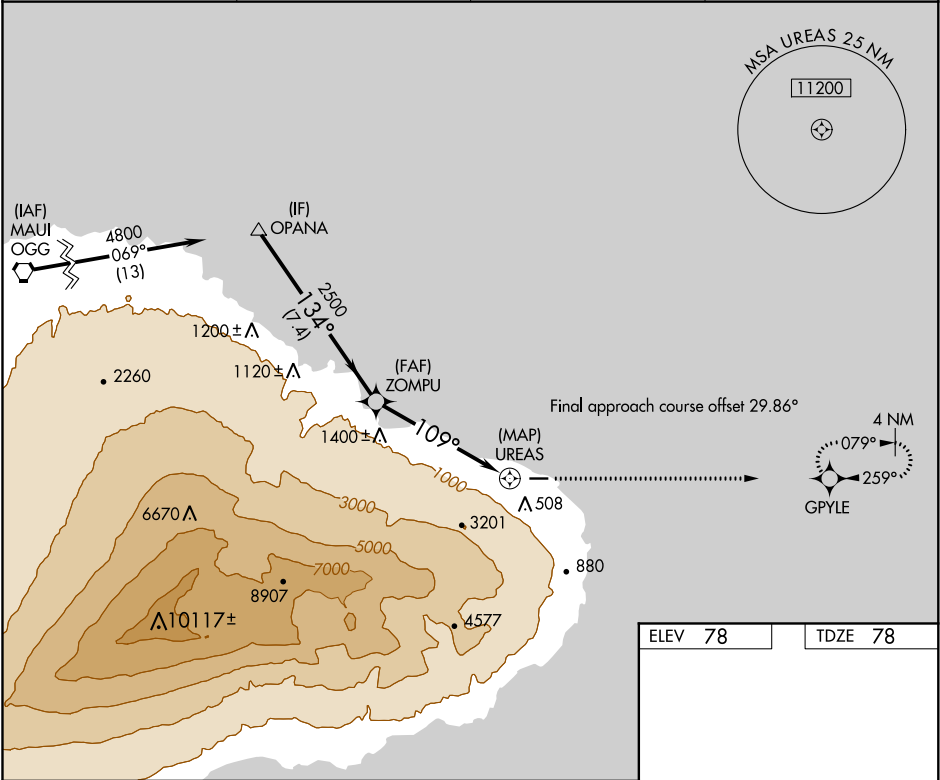 MSA UREAS 25 NM
11200
(IAF)
MAUI
OGG
4800
069°
(13)
(IF)
OPANA
2500
134°
(7.4)
1200 ±
2260
1120 ±
(FAF)
ZOMPU
1400 ±
109°
Final approach course offset 29.86°
(MAP)
UREAS
4 NM
079°
259°
GPYLE
1000
508
3000
3201
6670
5000
7000
880
8907
10117±
4577
ELEV 78
TDZE 78